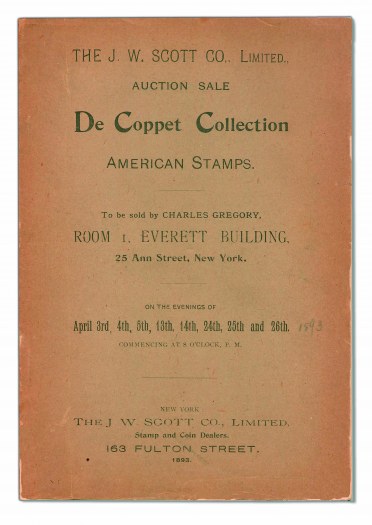 THE J. W. SCOTT CO., LIMITED.,
AUCTION SALE
De Coppet Collection
AMERICAN STAMPS.
To be sold by CHARLES GREGORY,
ROOM 1, EVERETT BUILDING,
25 Ann Street, New York.
ON THE EVENINGS OF
April 3rd, 4th, 5th, 13th, 14th, 24th, 25th and 26th. 1893
COMMENCING AT 8 O'CLOCK, P. M.
NEW YORK
THE J. W. SCOTT CO., LIMITED.
Stamp and Coin Dealers.
163 FULTON STREET,
1893.